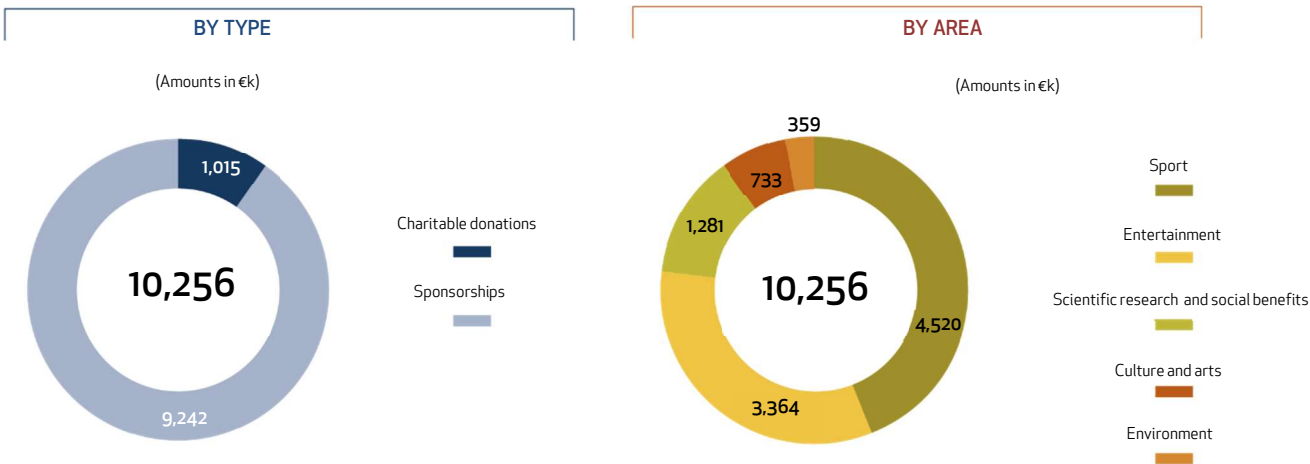 BY TYPE
(Amounts in €k)
1,015
10,256
9,242
Charitable donations
Sponsorships
BY AREA
(Amounts in €k)
359
733
1,281
10,256
4,520
3,364
Sport
Entertainment
Scientific research and social benefits
Culture and arts
Environment